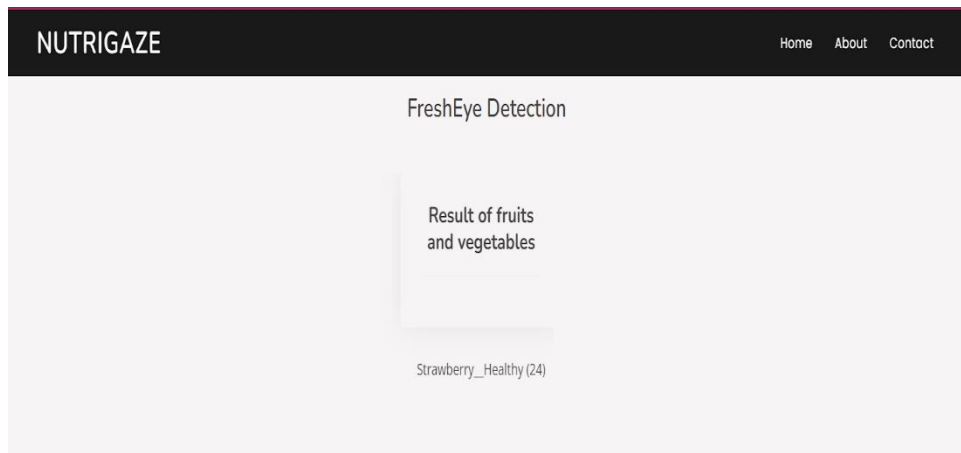 NUTRIGAZE
Home About Contact
FreshEye Detection
Result of fruits
and vegetables
Strawberry__Healthy (24)